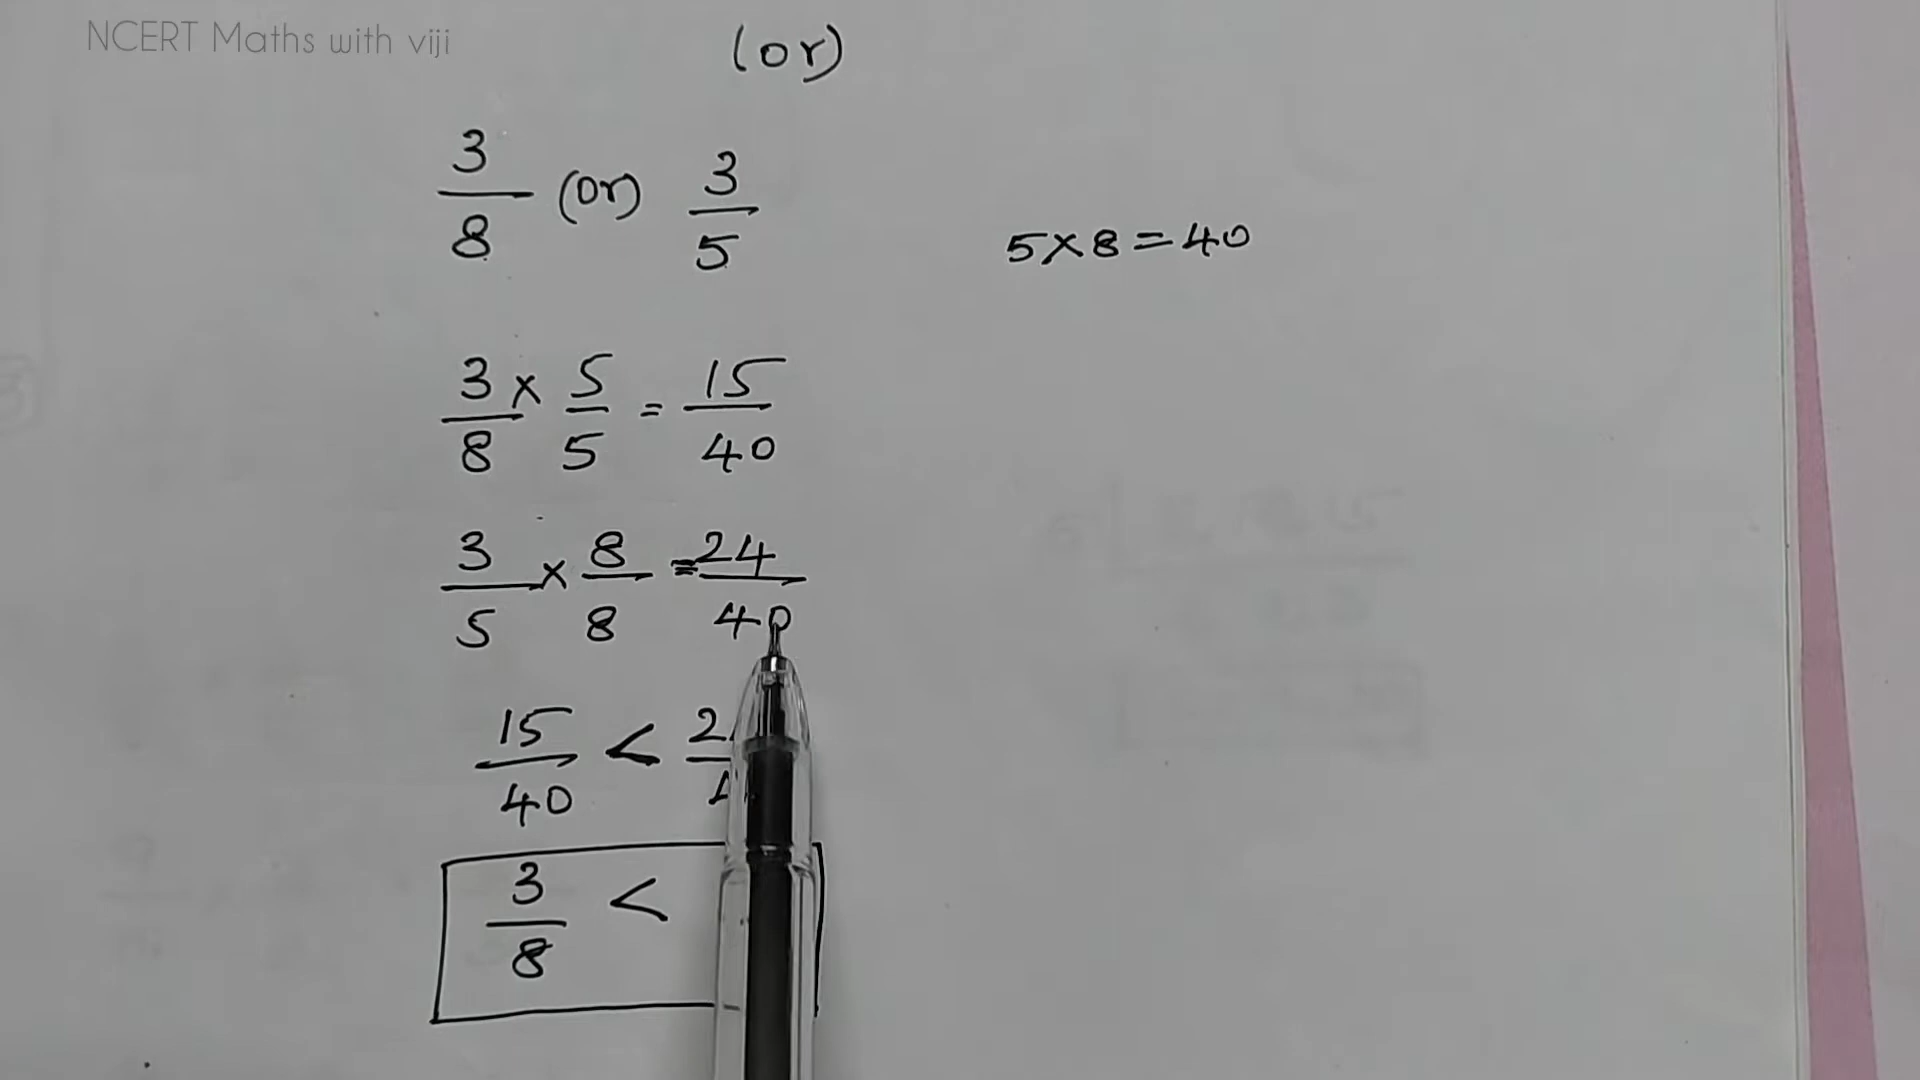 NCERT Maths with viji
(or)
3/8 (or) 3/5
5×8=40
3/8 × 5/5 = 15/40
3/5 × 8/8 = 24/40
15/40 < 2
3/8 <